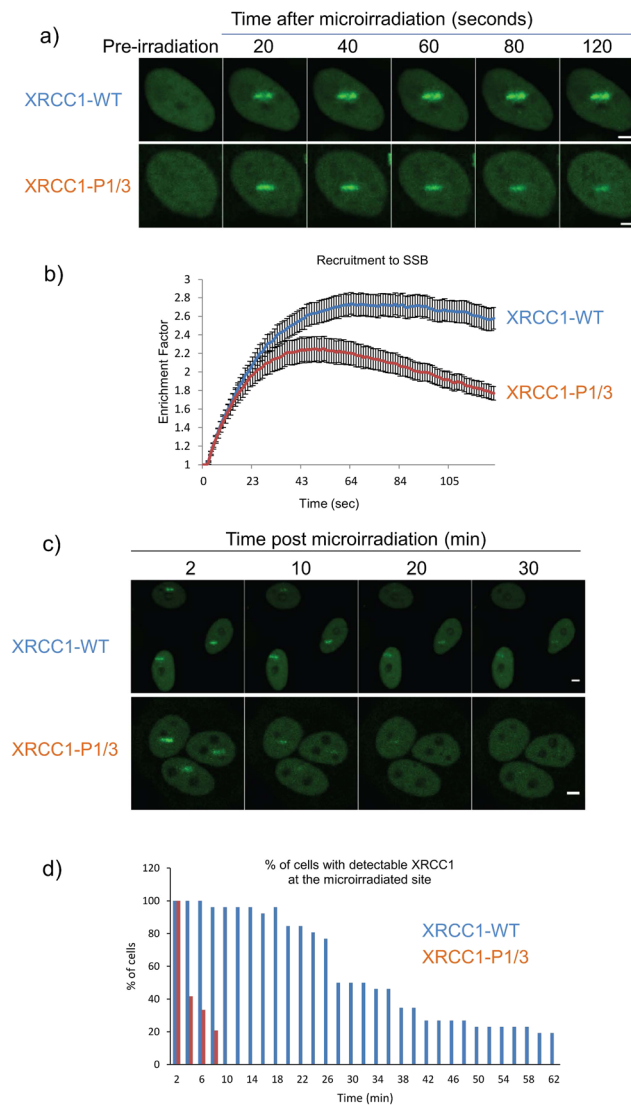 a)
Time after microirradiation (seconds)
Pre-irradiation 20 40 60 80 120
XRCC1-WT
XRCC1-P1/3
b)
Recruitment to SSB
3
2.8
2.6
2.4
2.2
2
1.8
1.6
1.4
1.2
1
Enrichment Factor
XRCC1-WT
XRCC1-P1/3
0 23 43 64 84 105
Time (sec)
c)
Time post microirradiation (min)
2 10 20 30
XRCC1-WT
XRCC1-P1/3
d)
% of cells with detectable XRCC1
at the microirradiated site
120
100
80
60
40
20
0
% of cells
XRCC1-WT
XRCC1-P1/3
2 6 10 14 18 22 26 30 34 38 42 46 50 54 58 62
Time (min)